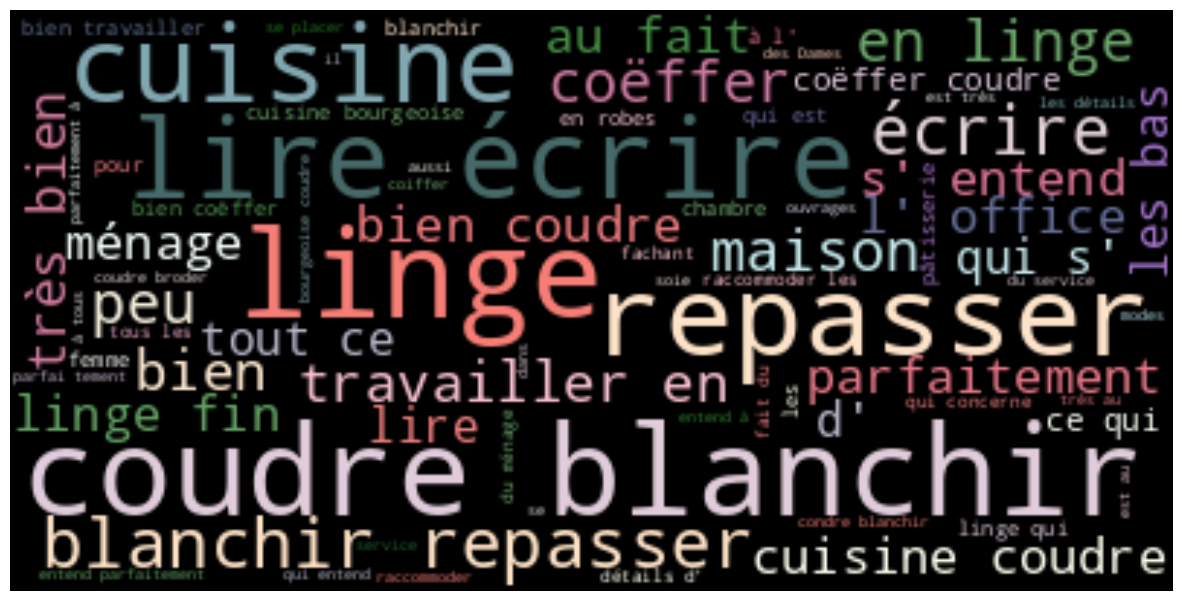 bien travailler
se placer
blanchir
au fait
à l'
des Dames
en linge
cuisine
il
coëffer
coëffer coudre
est très
les détails
cuisine bourgeoise
en robes
qui est
écrire
les bas
très bien
parfaitement à
lire écrire
pour
aussi
coiffer
s' entend
pâtisserie
bien coëffer
bourgeoise coudre
chambre
ouvrages
l' office
ménage
linge
bien coudre
fachant
maison
qui s'
coudre broder
soie
raccommoder les
du service
peu
repasser
modes
à tous
tous les
tout ce
très
femme
dans
parfai tement
bien
travailler en
fait du
les
parfaitement
qui concerne
très au
linge fin
lire
entend à
d'
ce qui
coudre blanchir
du ménage
se
est au
condre blanchir
linge qui
blanchir repasser
service
cuisine coudre
entend parfaitement
qui entend
raccommoder
détails d'